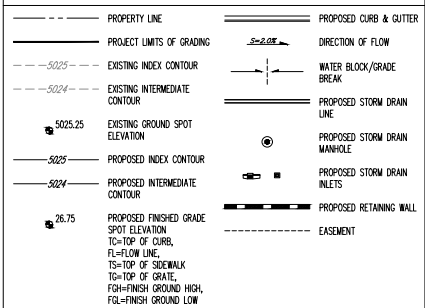 PROPERTY LINE
PROJECT LIMITS OF GRADING
5025
EXISTING INDEX CONTOUR
5024
EXISTING INTERMEDIATE
CONTOUR
5025.25
EXISTING GROUND SPOT
ELEVATION
5025
PROPOSED INDEX CONTOUR
5024
PROPOSED INTERMEDIATE
CONTOUR
26.75
PROPOSED FINISHED GRADE
SPOT ELEVATION
TC=TOP OF CURB,
FL=FLOW LINE,
TS=TOP OF SIDEWALK
TG=TOP OF GRATE,
FGH=FINISH GROUND HIGH,
FGL=FINISH GROUND LOW
PROPOSED CURB & GUTTER
S=2.0%
DIRECTION OF FLOW
WATER BLOCK/GRADE
BREAK
PROPOSED STORM DRAIN
LINE
PROPOSED STORM DRAIN
MANHOLE
PROPOSED STORM DRAIN
INLETS
PROPOSED RETAINING WALL
EASEMENT